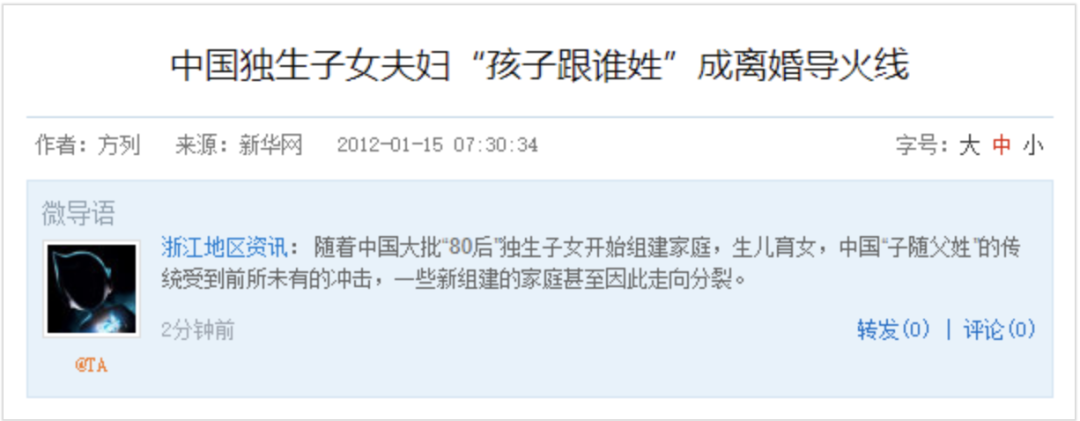 中国独生子女夫妇“孩子跟谁姓”成离婚导火线
作者：方列 来源：新华网 2012-01-15 07:30:34 字号：大 中 小
微导语
浙江地区资讯：随着中国大批“80后”独生子女开始组建家庭，生儿育女，中国“子随父姓”的传
统受到前所未有的冲击，一些新组建的家庭甚至因此走向分裂。
2分钟前 转发(0) | 评论(0)
@TA